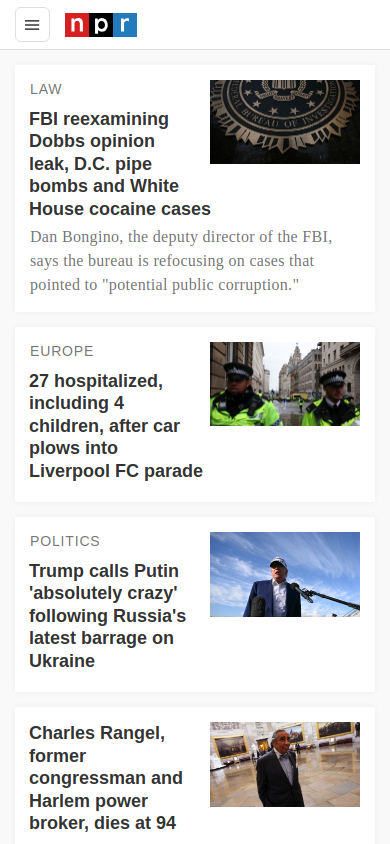 npr
LAW
FBI reexamining
Dobbs opinion
leak, D.C. pipe
bombs and White
House cocaine cases
Dan Bongino, the deputy director of the FBI,
says the bureau is refocusing on cases that
pointed to "potential public corruption."
EUROPE
27 hospitalized,
including 4
children, after car
plows into
Liverpool FC parade
POLITICS
Trump calls Putin
'absolutely crazy'
following Russia's
latest barrage on
Ukraine
Charles Rangel,
former
congressman and
Harlem power
broker, dies at 94